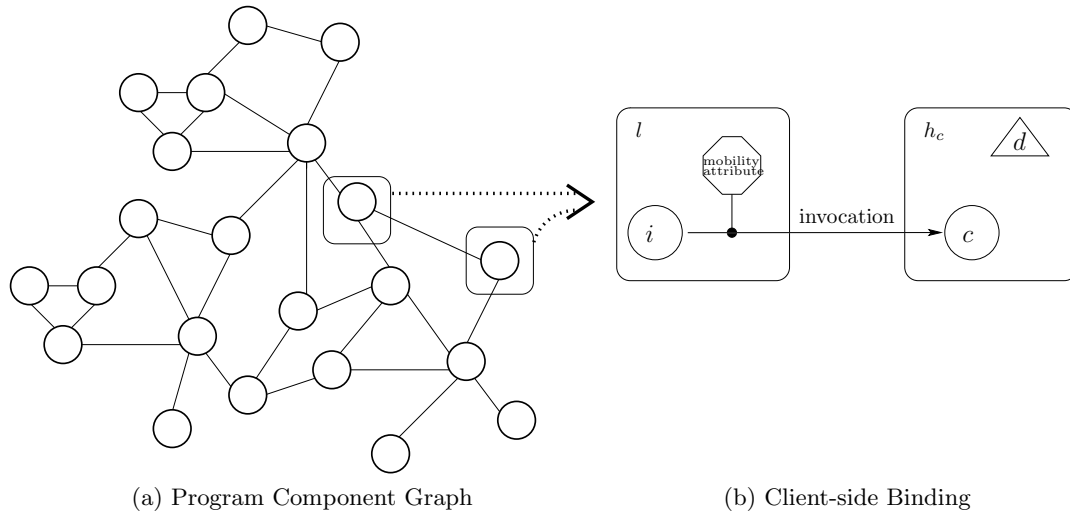 l
mobility
attribute
i
invocation
h_c
d
c
(a) Program Component Graph
(b) Client-side Binding